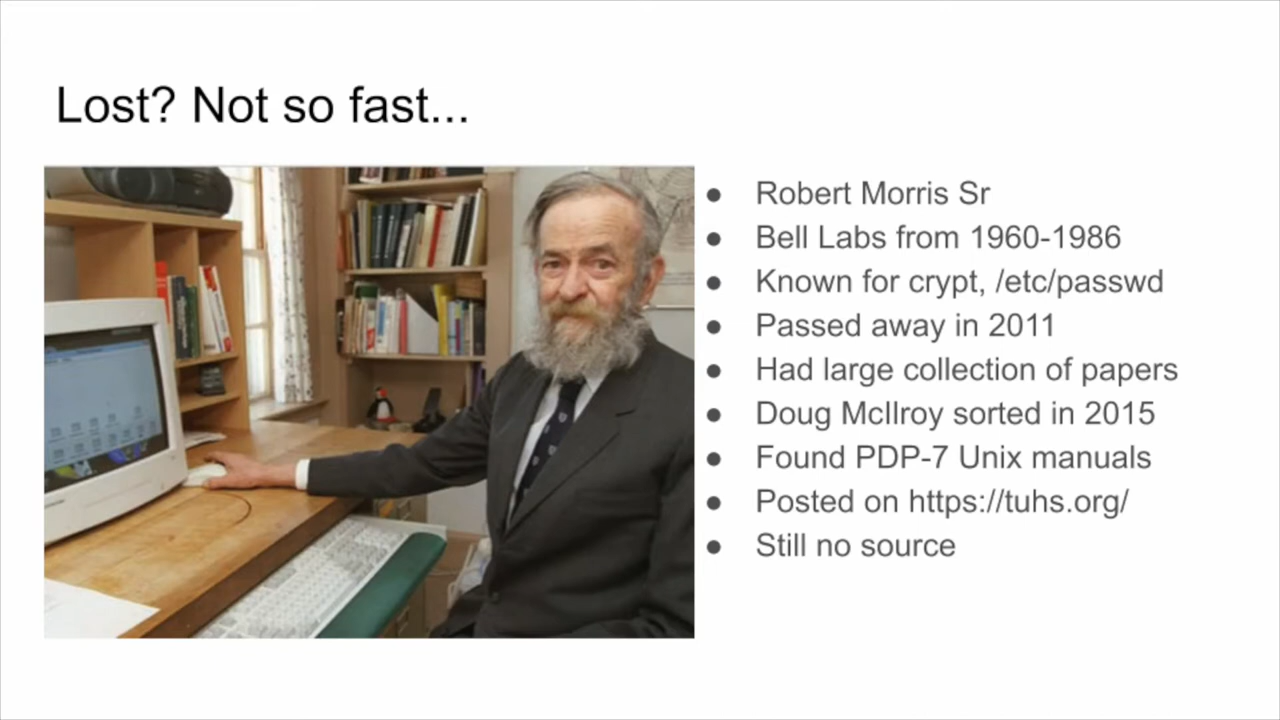 Lost? Not so fast...
● Robert Morris Sr
● Bell Labs from 1960-1986
● Known for crypt, /etc/passwd
● Passed away in 2011
● Had large collection of papers
● Doug McIlroy sorted in 2015
● Found PDP-7 Unix manuals
● Posted on https://tuhs.org/
● Still no source